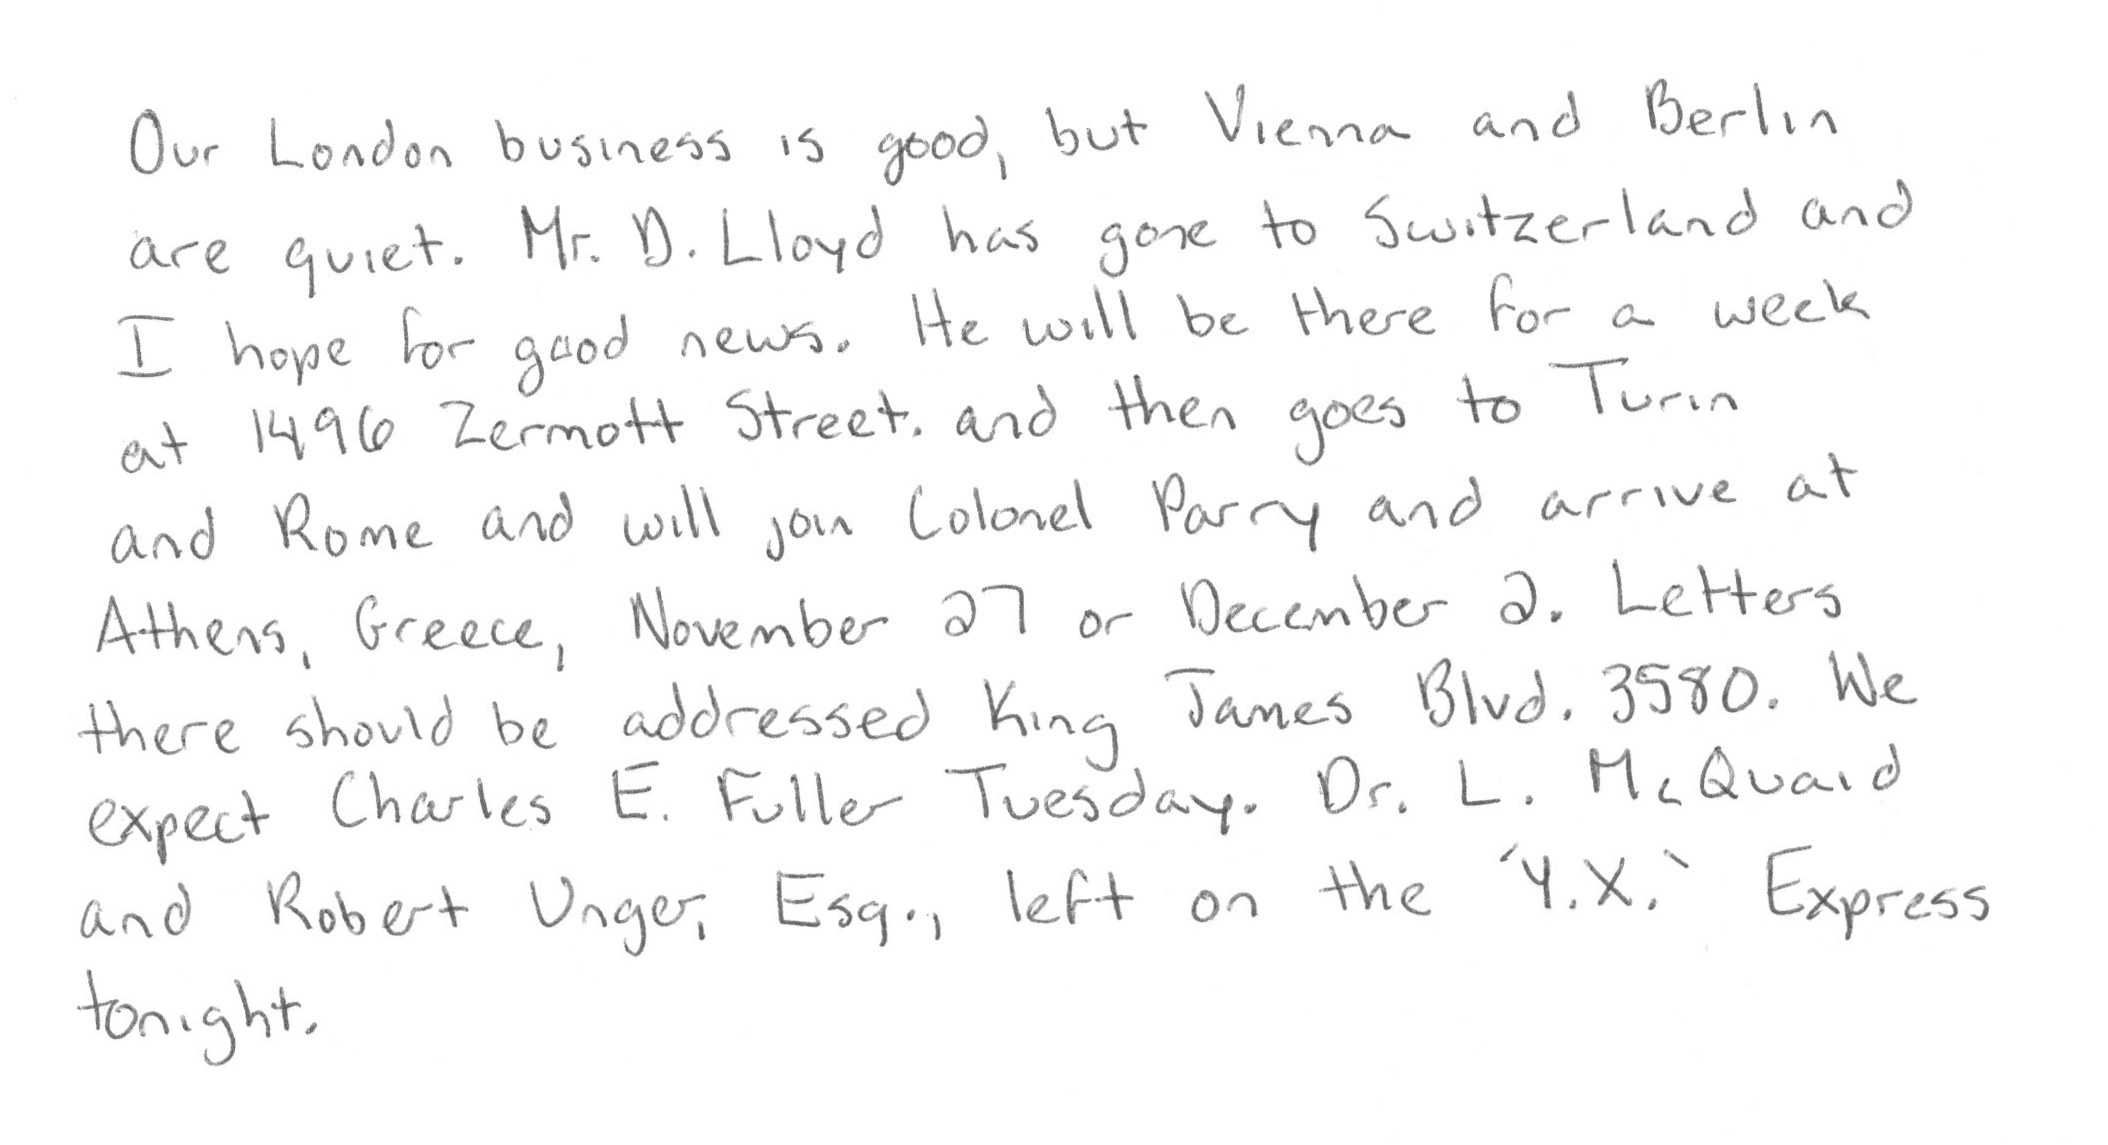 Our London business is good, but Vienna and Berlin
are quiet. Mr. D. Lloyd has gone to Switzerland and
I hope for good news. He will be there for a week
at 1496 Zermott Street. and then goes to Turin
and Rome and will join Colonel Parry and arrive at
Athens, Greece, November 27 or December 2. Letters
there should be addressed King James Blvd. 3580. We
expect Charles E. Fuller Tuesday. Dr. L. McQuaid
and Robert Unger, Esq., left on the 'Y.X.' Express
tonight.